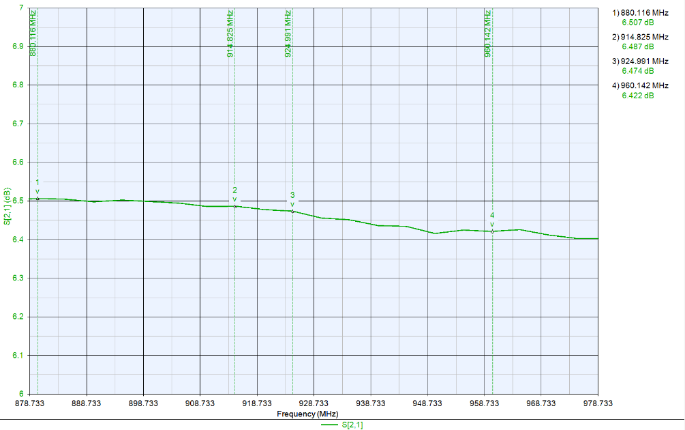 7
6.9
6.8
6.7
6.6
6.5
6.4
6.3
6.2
6.1
6
S[2,1] (dB)
880.116 MHz
914.825 MHz
924.991 MHz
960.142 MHz
1
v
2
v
3
v
4
v
1) 880.116 MHz
6.507 dB
2) 914.825 MHz
6.487 dB
3) 924.991 MHz
6.474 dB
4) 960.142 MHz
6.422 dB
878.733 888.733 898.733 908.733 918.733 928.733 938.733 948.733 958.733 968.733 978.733
Frequency (MHz)
S[2,1]